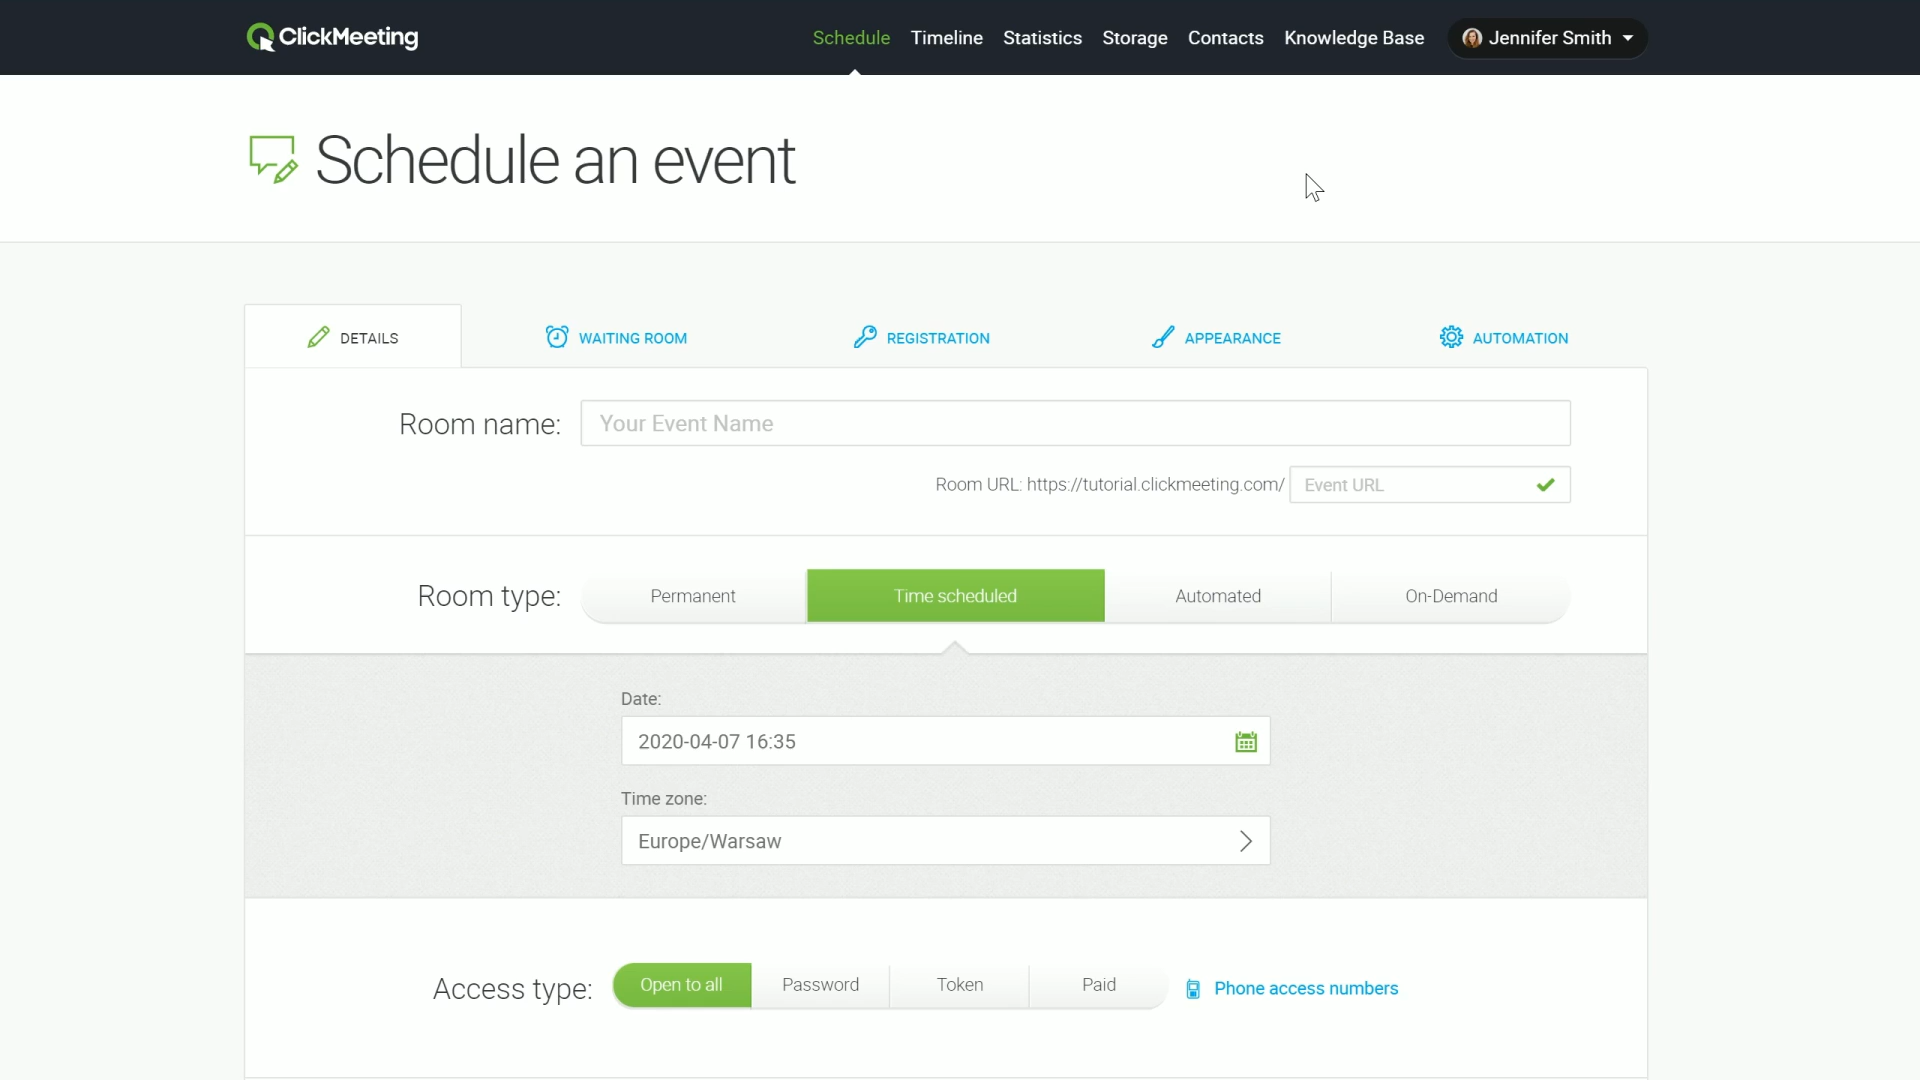 ClickMeeting
Schedule Timeline Statistics Storage Contacts Knowledge Base Jennifer Smith
Schedule an event
DETAILS WAITING ROOM REGISTRATION APPEARANCE AUTOMATION
Room name: Your Event Name
Room URL: https://tutorial.clickmeeting.com/ Event URL
Room type: Permanent Time scheduled Automated On-Demand
Date:
2020-04-07 16:35
Time zone:
Europe/Warsaw
Access type: Open to all Password Token Paid Phone access numbers